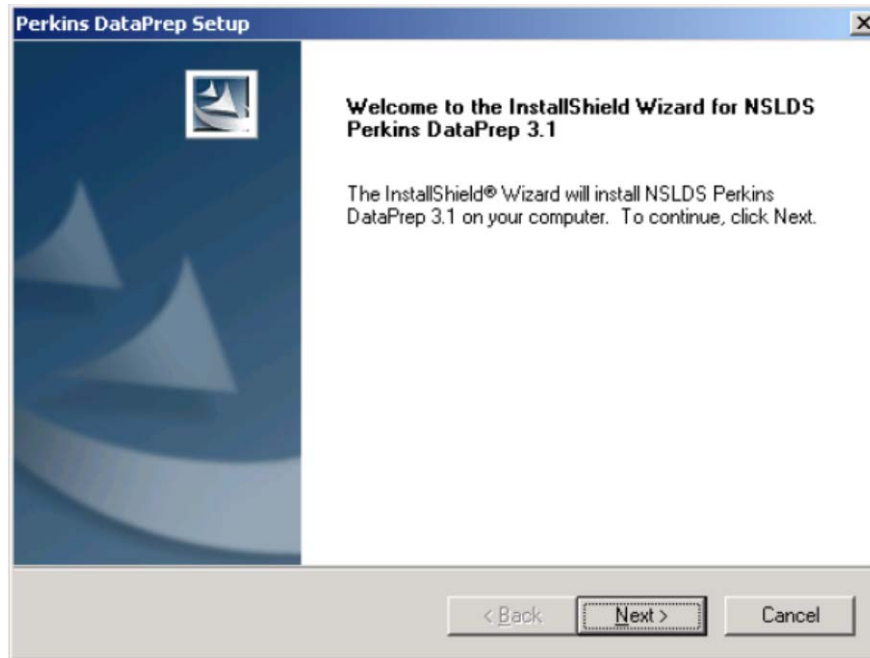 Perkins DataPrep Setup
Welcome to the InstallShield Wizard for NSLDS
Perkins DataPrep 3.1
The InstallShield® Wizard will install NSLDS Perkins
DataPrep 3.1 on your computer. To continue, click Next.
< Back Next > Cancel